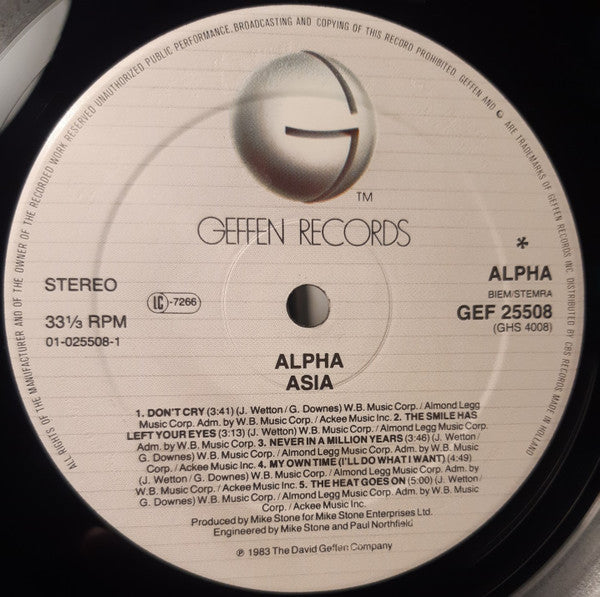 ALL RIGHTS OF THE MANUFACTURER AND OF THE OWNER OF THE RECORDED WORK RESERVED UNAUTHORIZED PUBLIC PERFORMANCE, BROADCASTING AND COPYING OF THIS RECORD PROHIBITED. GEFFEN AND G ARE TRADEMARKS OF GEFFEN RECORDS INC. DISTRIBUTED BY CBS RECORDS MADE IN HOLLAND
TM
GEFFEN RECORDS
STEREO
LC-7266
33⅓ RPM
01-025508-1
*
ALPHA
BIEM/STEMRA
GEF 25508
(GHS 4008)
ALPHA
ASIA
1. DON'T CRY (3:41) (J. Wetton/G. Downes) W.B. Music Corp./Almond Legg
Music Corp. Adm. by W.B. Music Corp./Ackee Music Inc. 2. THE SMILE HAS
LEFT YOUR EYES (3:13) (J. Wetton) W.B. Music Corp./Almond Legg Music Corp.
Adm. by W.B. Music Corp. 3. NEVER IN A MILLION YEARS (3:46) (J. Wetton/
G. Downes) W.B. Music Corp./Almond Legg Music Corp. Adm. by W.B. Music
Corp./Ackee Music Inc. 4. MY OWN TIME (I'LL DO WHAT I WANT) (4:49)
(J. Wetton/G. Downes) W.B. Music Corp./Almond Legg Music Corp. Adm. by
W.B. Music Corp./Ackee Music Inc. 5. THE HEAT GOES ON (5:00) (J. Wetton/
G. Downes) W.B. Music Corp./Almond Legg Music Corp. Adm. by W.B. Music
Corp./Ackee Music Inc.
Produced by Mike Stone for Mike Stone Enterprises Ltd.
Engineered by Mike Stone and Paul Northfield
℗ 1983 The David Geffen Company